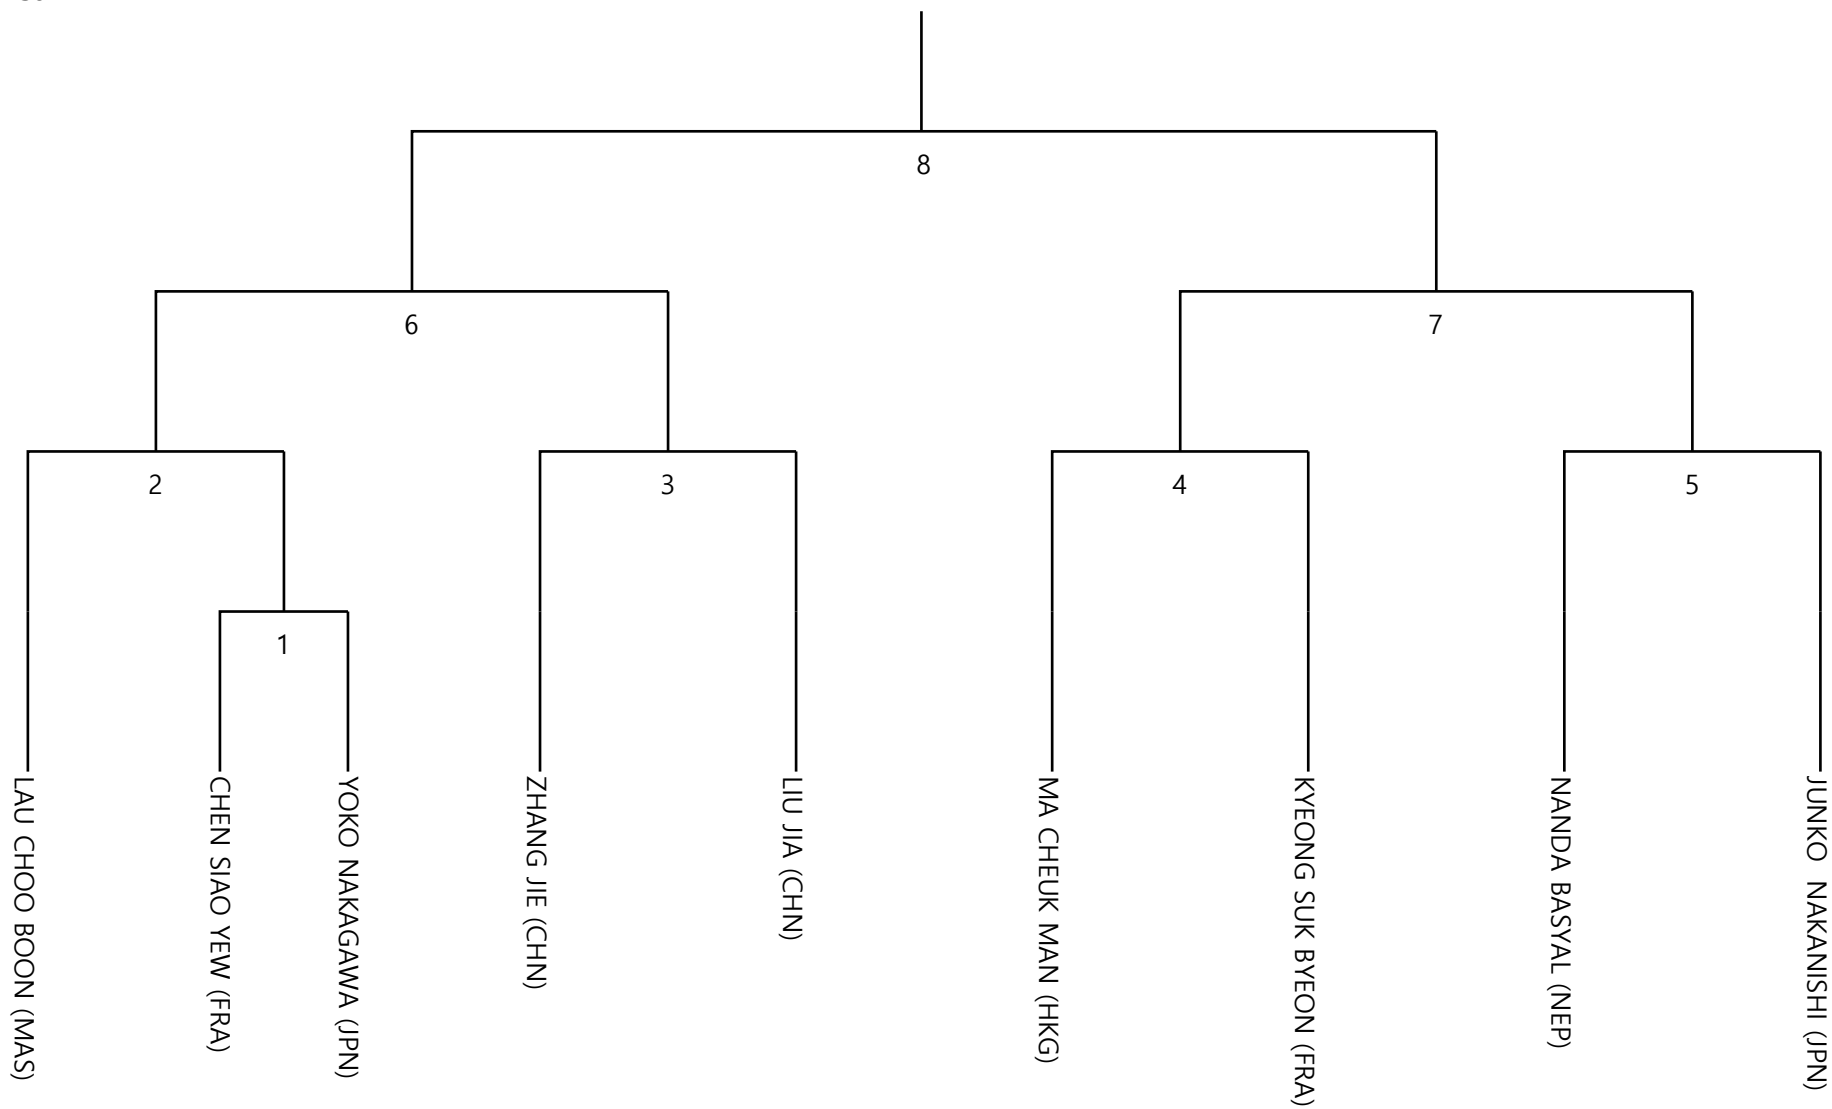 8
6
7
2
3
4
5
1
LAU CHOO BOON (MAS)
CHEN SIAO YEW (FRA)
YOKO NAKAGAWA (JPN)
ZHANG JIE (CHN)
LIU JIA (CHN)
MA CHEUK MAN (HKG)
KYEONG SUK BYEON (FRA)
NANDA BASYAL (NEP)
JUNKO NAKANISHI (JPN)